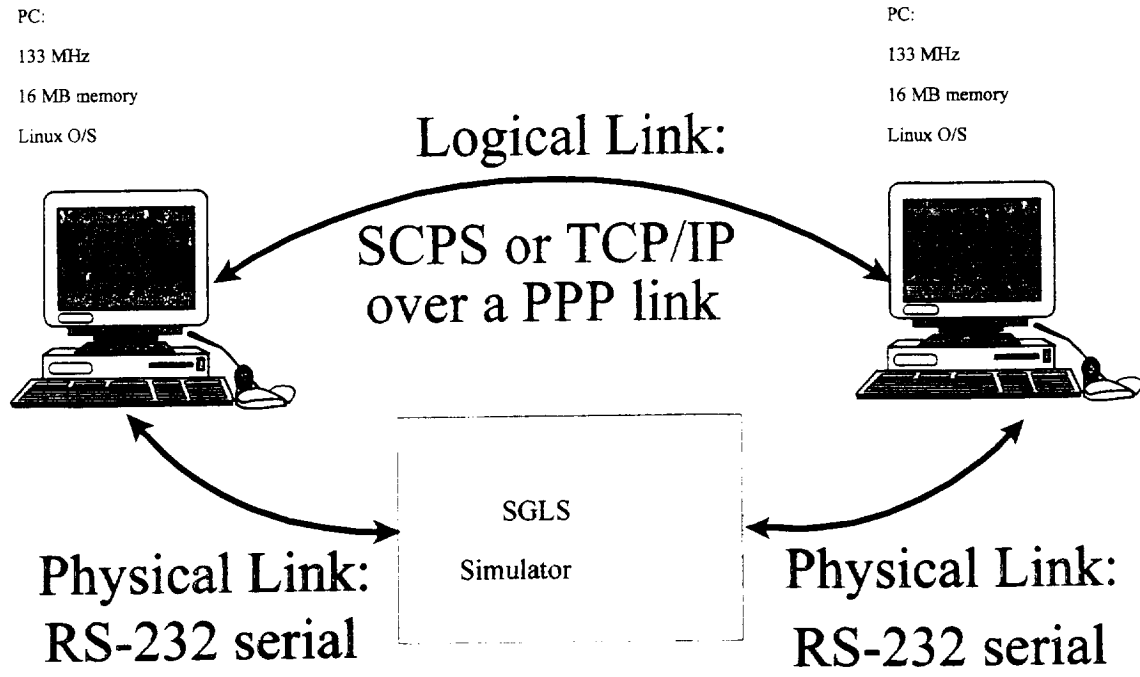 PC:
133 MHz
16 MB memory
Linux O/S
PC:
133 MHz
16 MB memory
Linux O/S
Logical Link:
SCPS or TCP/IP
over a PPP link
SGLS
Simulator
Physical Link:
RS-232 serial
Physical Link:
RS-232 serial